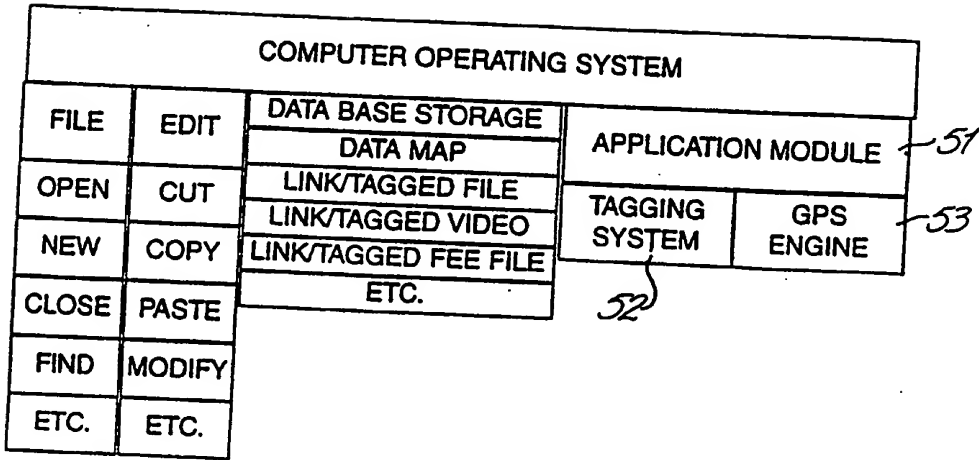 COMPUTER OPERATING SYSTEM
FILE
OPEN
NEW
CLOSE
FIND
ETC.
EDIT
CUT
COPY
PASTE
MODIFY
ETC.
DATA BASE STORAGE
DATA MAP
LINK/TAGGED FILE
LINK/TAGGED VIDEO
LINK/TAGGED FEE FILE
ETC.
APPLICATION MODULE
51
TAGGING
SYSTEM
52
GPS
ENGINE
53